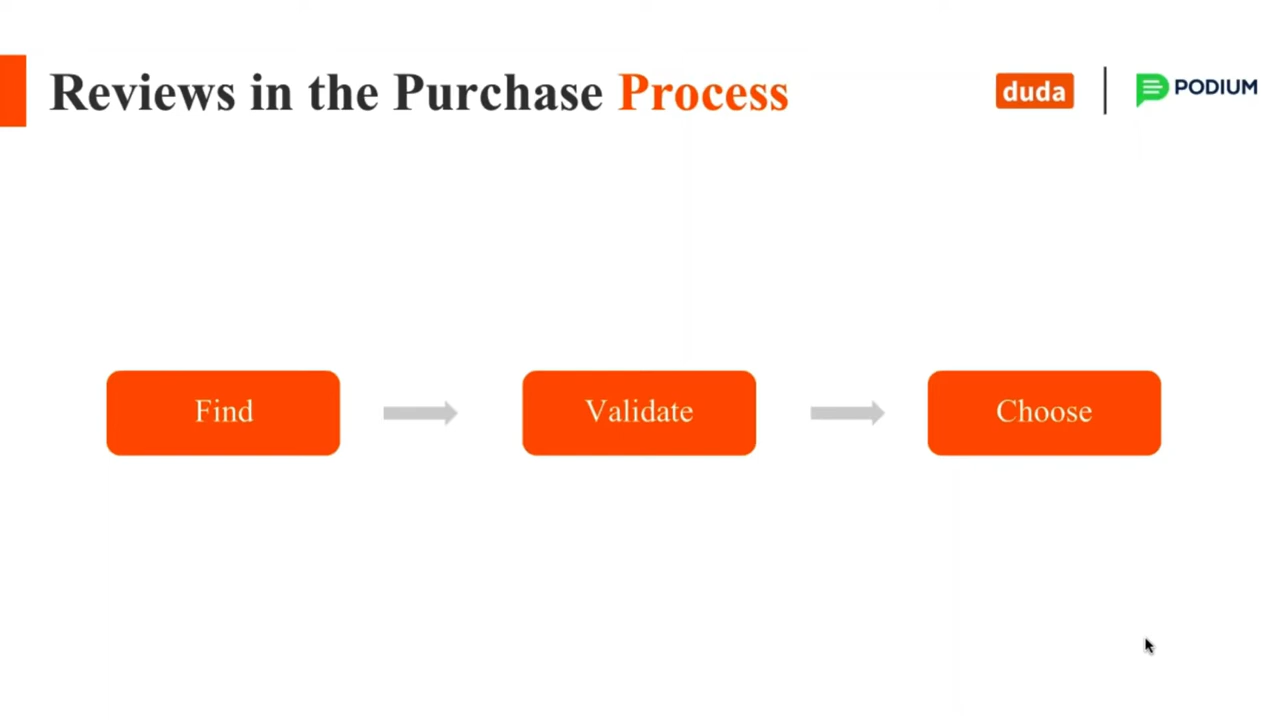 Reviews in the Purchase Process
duda
PODIUM
Find
Validate
Choose